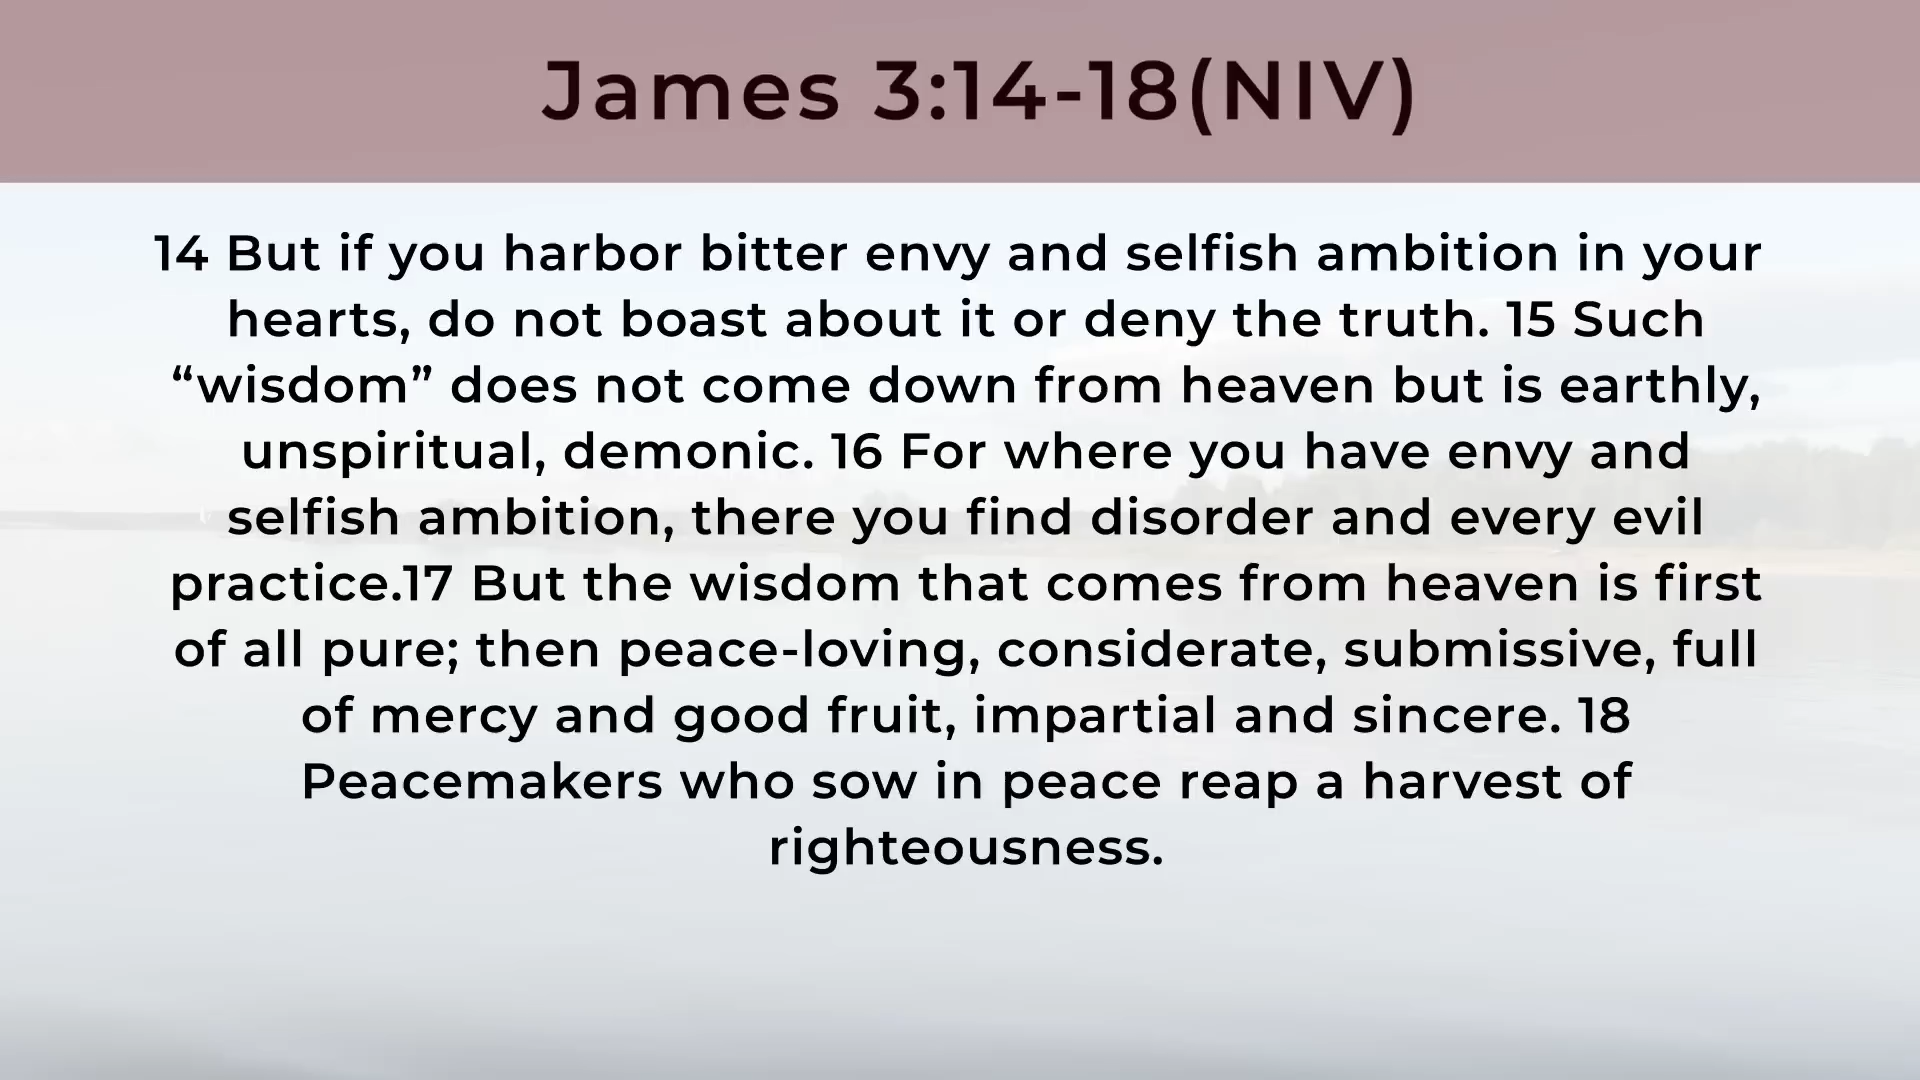 James 3:14-18(NIV)
14 But if you harbor bitter envy and selfish ambition in your
hearts, do not boast about it or deny the truth. 15 Such
“wisdom” does not come down from heaven but is earthly,
unspiritual, demonic. 16 For where you have envy and
selfish ambition, there you find disorder and every evil
practice.17 But the wisdom that comes from heaven is first
of all pure; then peace-loving, considerate, submissive, full
of mercy and good fruit, impartial and sincere. 18
Peacemakers who sow in peace reap a harvest of
righteousness.